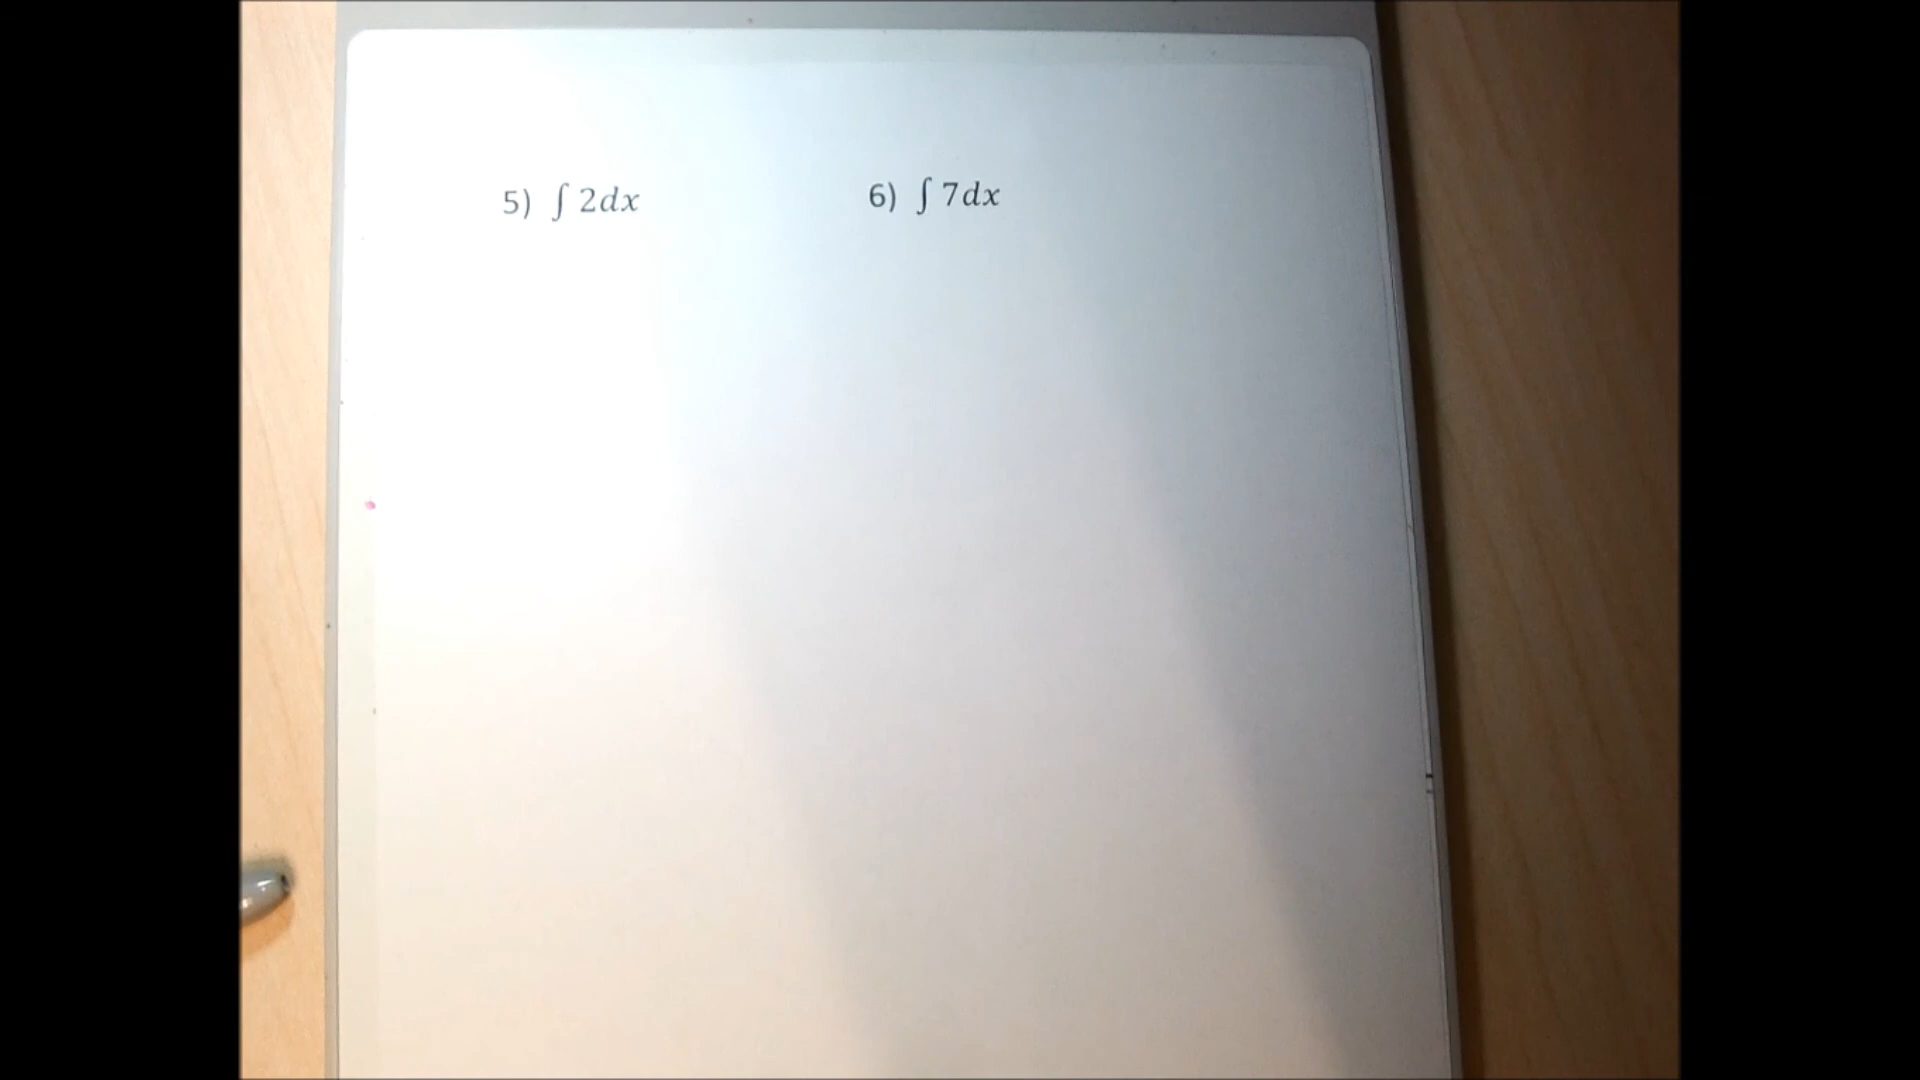 5) ∫ 2dx 6) ∫ 7dx